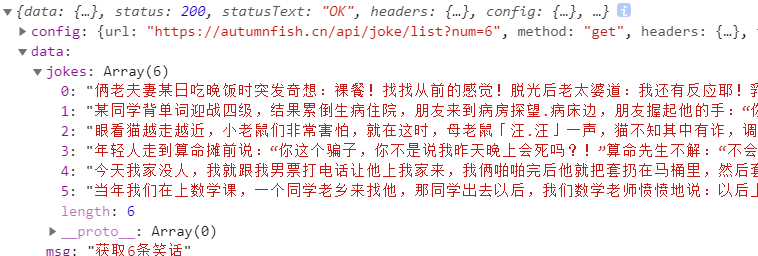 {data: {…}, status: 200, statusText: "OK", headers: {…}, config: {…}, …} i
config: {url: "https://autumnfish.cn/api/joke/list?num=6", method: "get", headers: {…},
data:
jokes: Array(6)
0: "俩老夫妻某日吃晚饭时突发奇想：裸餐！找找从前的感觉！脱光后老太婆道：我还有反应耶！
1: "某同学背单词迎战四级，结果累倒生病住院，朋友来到病房探望.病床边，朋友握起他的手：“
2: "眼看猫越走越近，小老鼠们非常害怕，就在这时，母老鼠「汪.汪」一声，猫不知其中有诈，调
3: "年轻人走到算命摊前说：“你这个骗子，你不是说我昨天晚上会死吗？！”算命先生不解：“不会
4: "今天我家没人，我就跟我男票打电话让他上我家来，我俩啪啪完后他就把套扔在马桶里，然后
5: "当年我们在上数学课，一个同学老乡来找他，那同学出去以后，我们数学老师愤愤地说：以后
length: 6
__proto__: Array(0)
msg: "获取6条笑话"